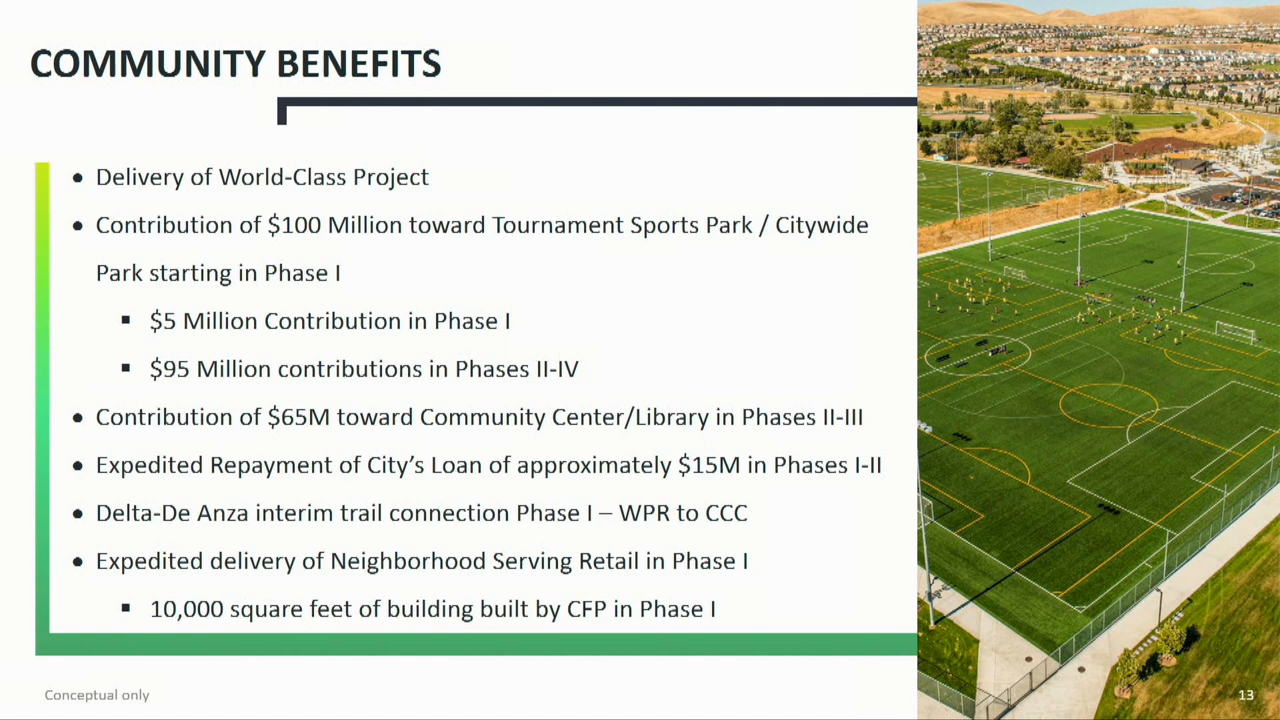 COMMUNITY BENEFITS
• Delivery of World-Class Project
• Contribution of $100 Million toward Tournament Sports Park / Citywide
Park starting in Phase I
▪ $5 Million Contribution in Phase I
▪ $95 Million contributions in Phases II-IV
• Contribution of $65M toward Community Center/Library in Phases II-III
• Expedited Repayment of City’s Loan of approximately $15M in Phases I-II
• Delta-De Anza interim trail connection Phase I – WPR to CCC
• Expedited delivery of Neighborhood Serving Retail in Phase I
▪ 10,000 square feet of building built by CFP in Phase I
Conceptual only
13